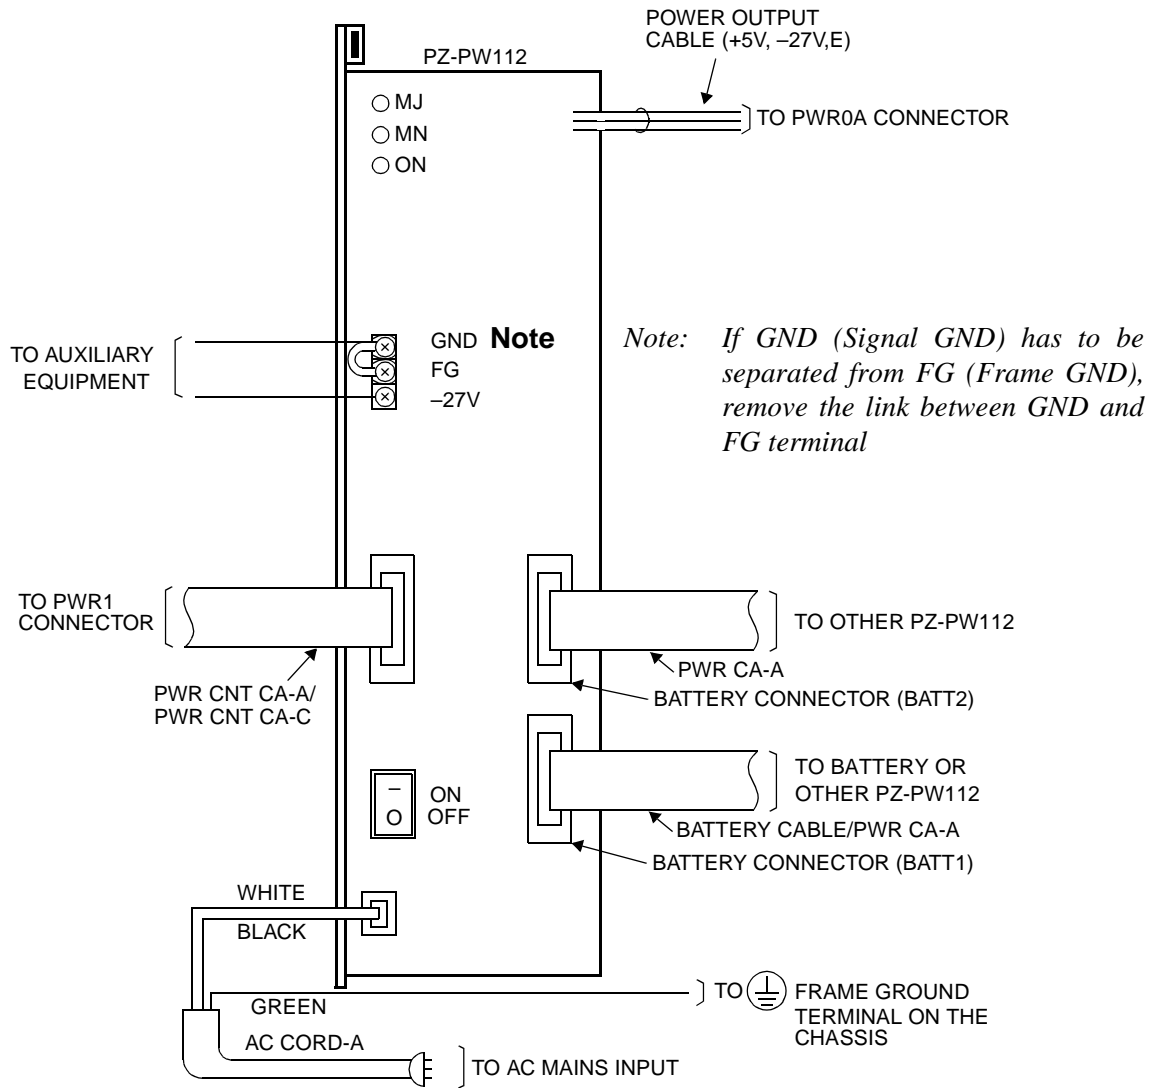 POWER OUTPUT
CABLE (+5V, –27V,E)
PZ-PW112
MJ
MN
ON
TO PWR0A CONNECTOR
TO AUXILIARY
EQUIPMENT
GND Note
FG
–27V
Note: If GND (Signal GND) has to be
separated from FG (Frame GND),
remove the link between GND and
FG terminal
TO PWR1
CONNECTOR
PWR CNT CA-A/
PWR CNT CA-C
TO OTHER PZ-PW112
PWR CA-A
BATTERY CONNECTOR (BATT2)
– ON
O OFF
TO BATTERY OR
OTHER PZ-PW112
BATTERY CABLE/PWR CA-A
BATTERY CONNECTOR (BATT1)
WHITE
BLACK
GREEN
TO FRAME GROUND
TERMINAL ON THE
CHASSIS
AC CORD-A
TO AC MAINS INPUT